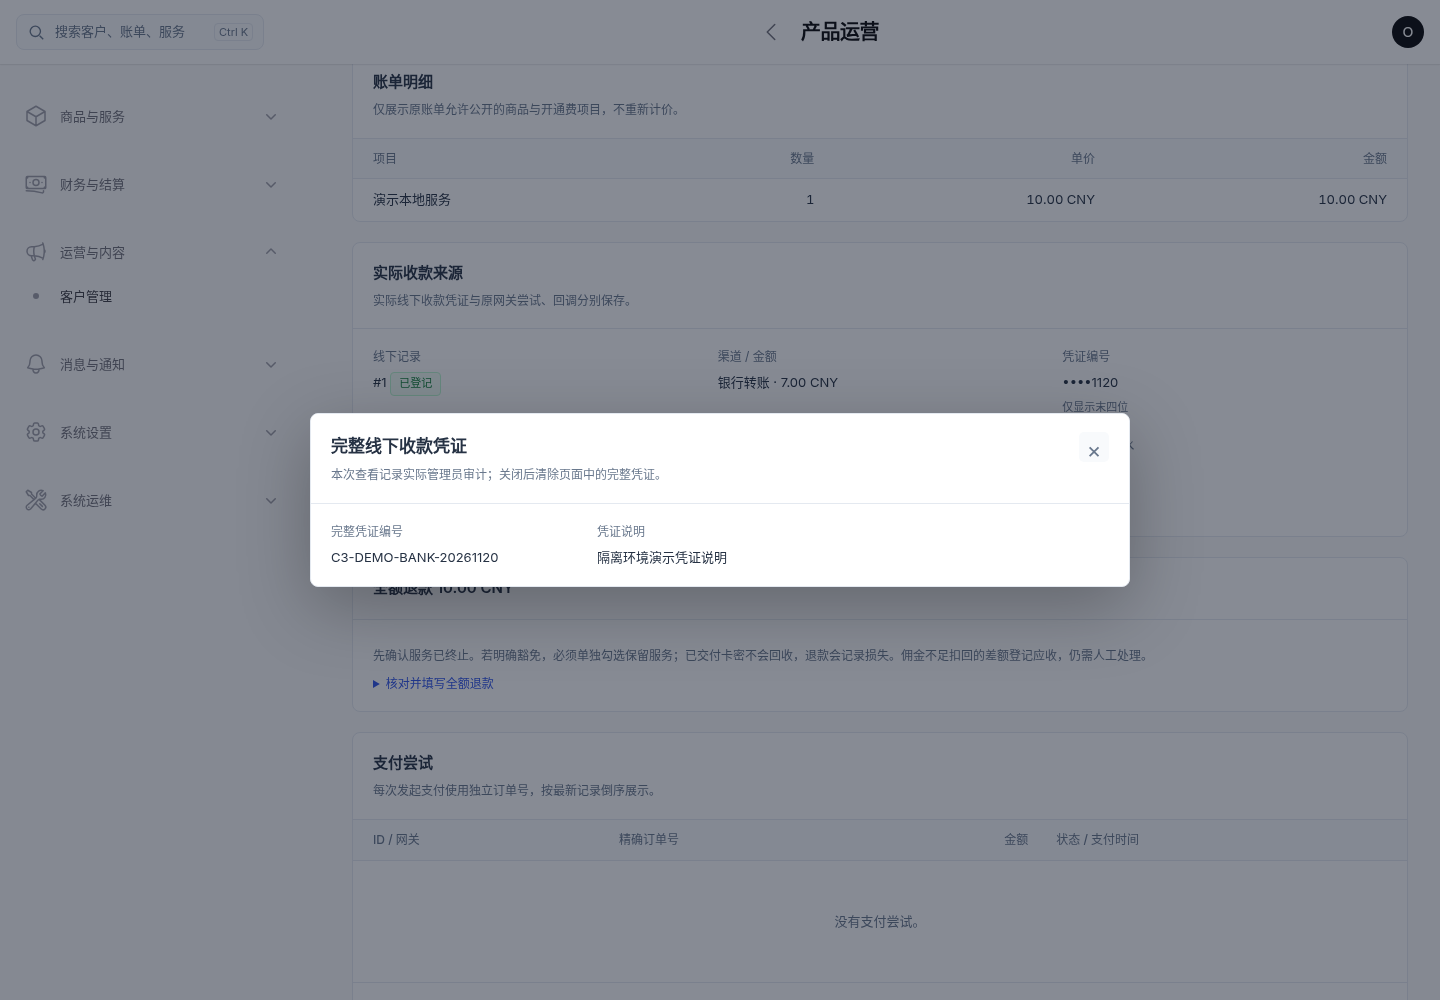 搜索客户、账单、服务
Ctrl K
产品运营
O
商品与服务
财务与结算
运营与内容
客户管理
消息与通知
系统设置
系统运维
账单明细
仅展示原账单允许公开的商品与开通费项目，不重新计价。
项目 数量 单价 金额
演示本地服务 1 10.00 CNY 10.00 CNY
实际收款来源
实际线下收款凭证与原网关尝试、回调分别保存。
线下记录 渠道 / 金额 凭证编号
#1 已登记 银行转账 · 7.00 CNY ••••1120
仅显示末四位
完整线下收款凭证
本次查看记录实际管理员审计；关闭后清除页面中的完整凭证。
完整凭证编号 凭证说明
C3-DEMO-BANK-20261120 隔离环境演示凭证说明
全额退款 10.00 CNY
先确认服务已终止。若明确豁免，必须单独勾选保留服务；已交付卡密不会回收，退款会记录损失。佣金不足扣回的差额登记应收，仍需人工处理。
核对并填写全额退款
支付尝试
每次发起支付使用独立订单号，按最新记录倒序展示。
ID / 网关 精确订单号 金额 状态 / 支付时间
没有支付尝试。